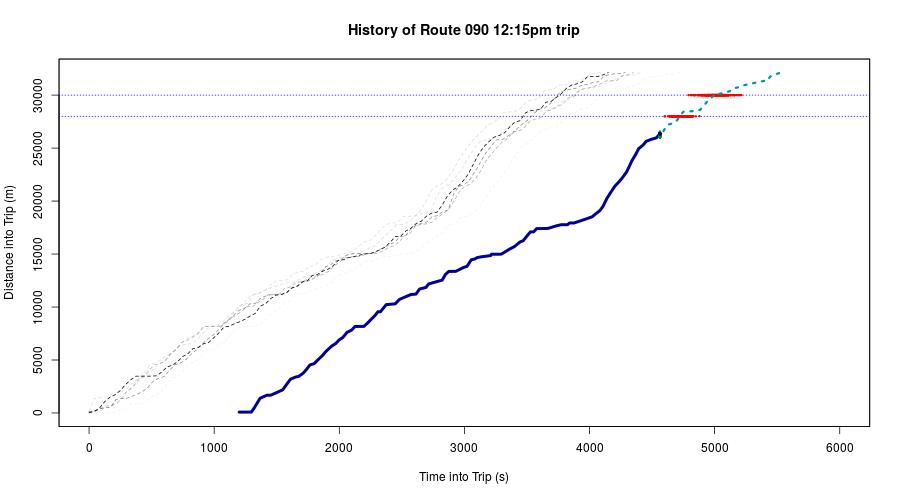 History of Route 090 12:15pm trip
Distance into Trip (m)
30000
25000
20000
15000
10000
5000
0
0 1000 2000 3000 4000 5000 6000
Time into Trip (s)